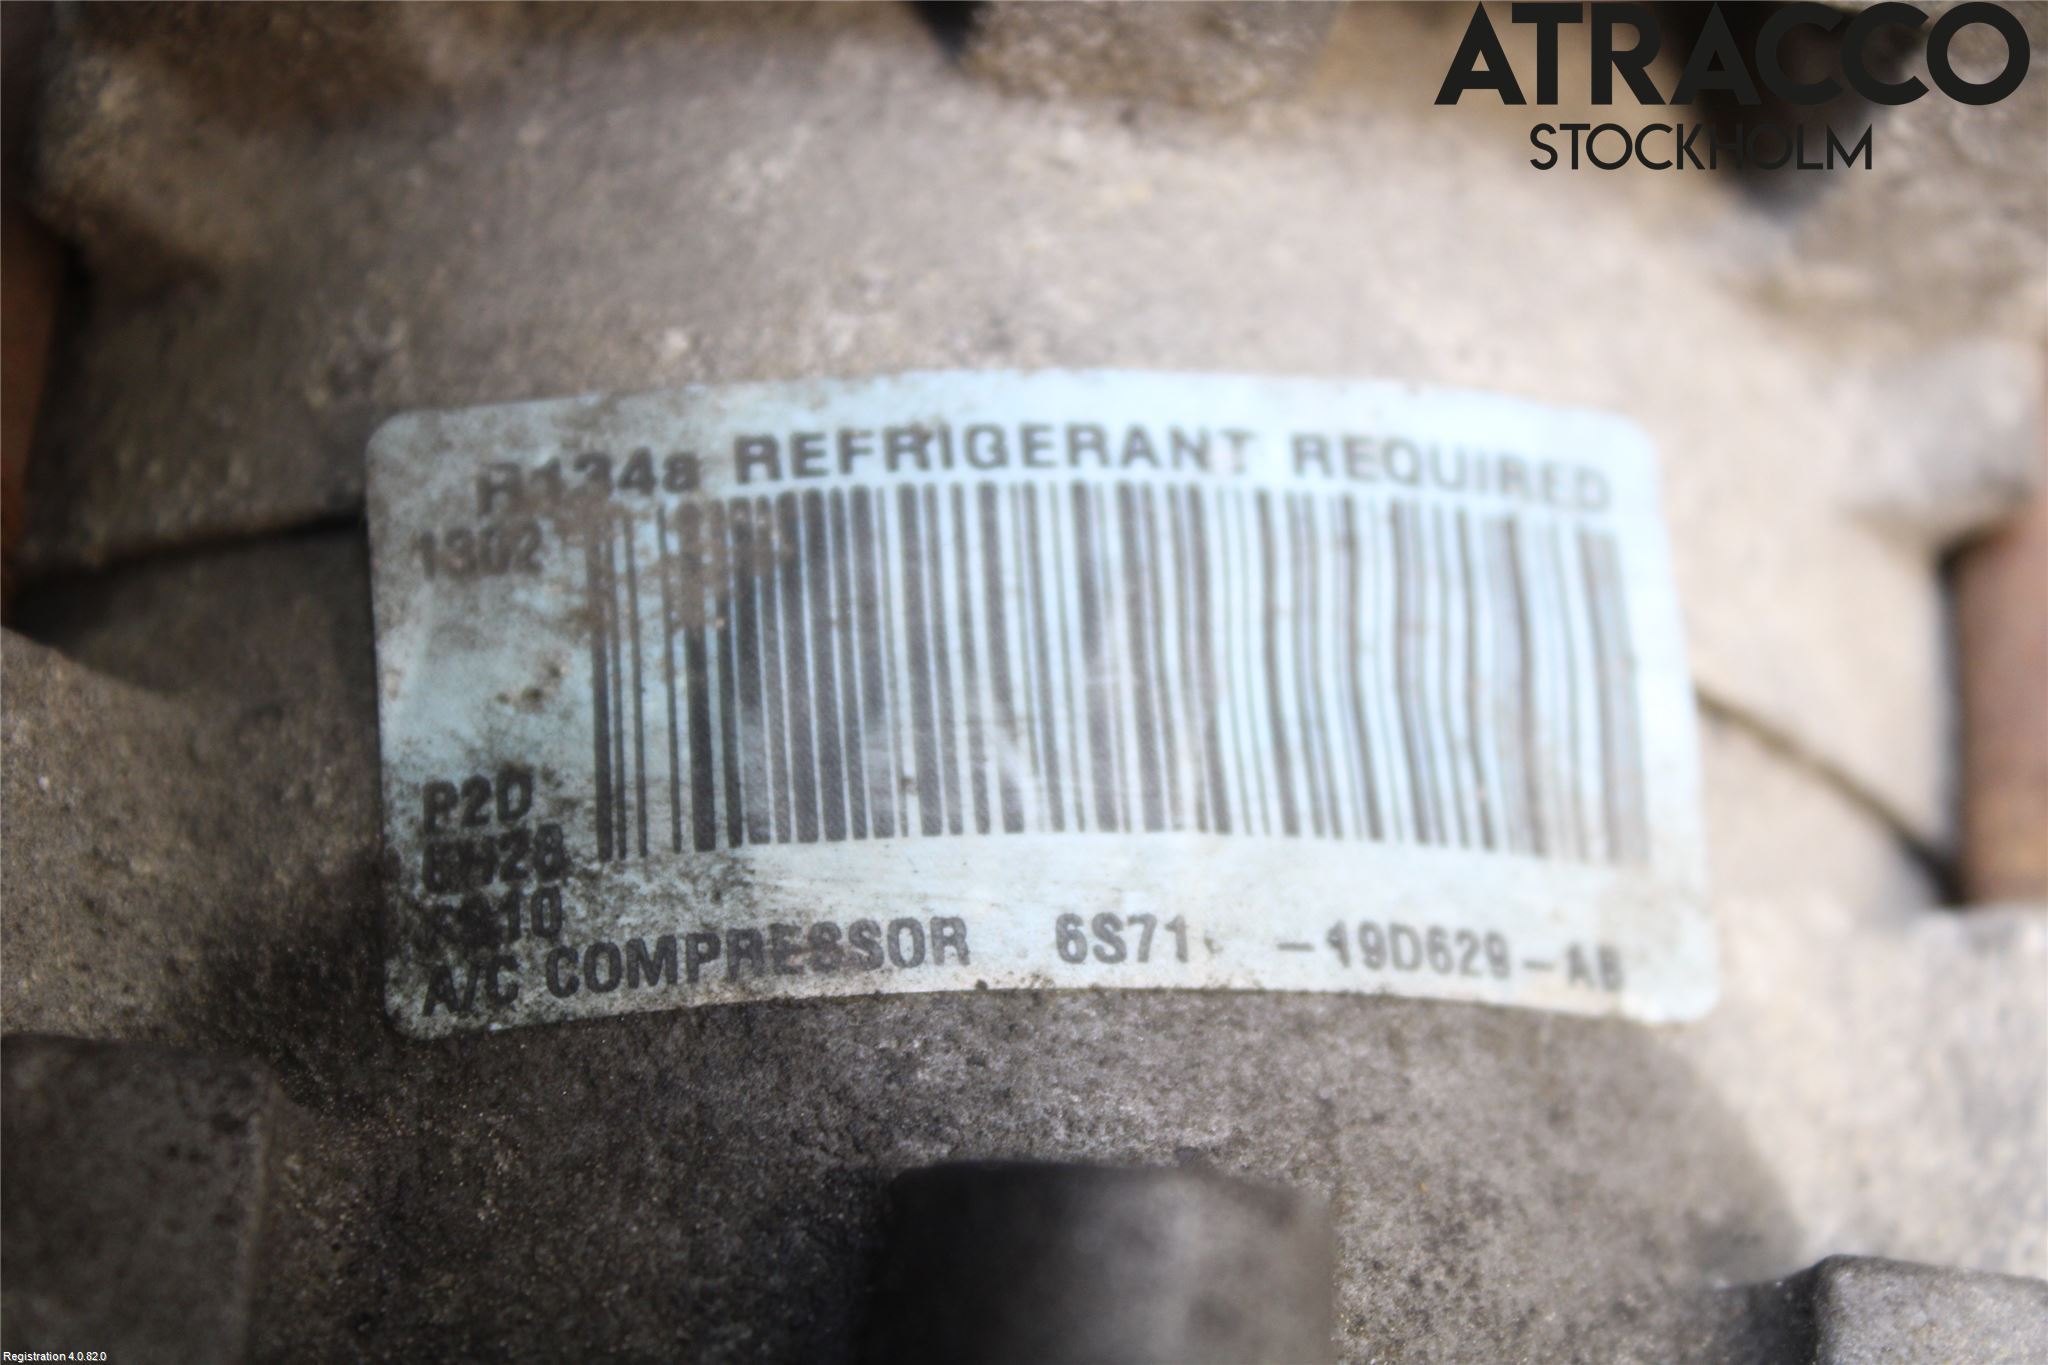 ATRACCO
STOCKHOLM
R134a REFRIGERANT REQUIRED
1302
P2D
A/C COMPRESSOR 6S71 -19D629-AB
Registration 4.0.82.0